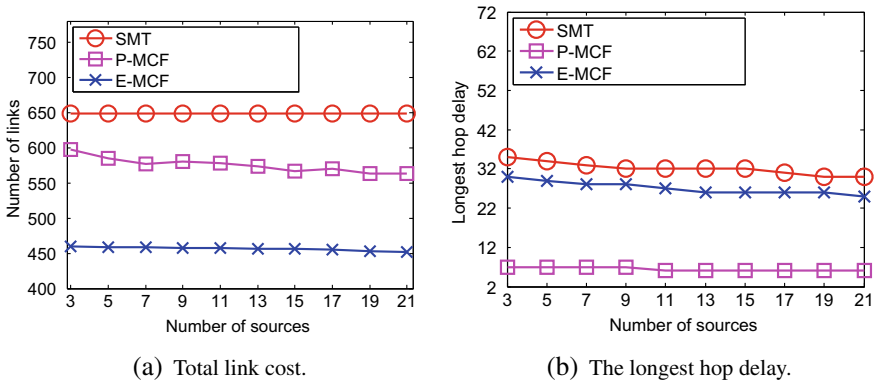 SMT
P-MCF
E-MCF
Number of links
750
700
650
600
550
500
450
400
3 5 7 9 11 13 15 17 19 21
Number of sources
(a) Total link cost.
SMT
P-MCF
E-MCF
Longest hop delay
72
62
52
42
32
22
12
2
3 5 7 9 11 13 15 17 19 21
Number of sources
(b) The longest hop delay.